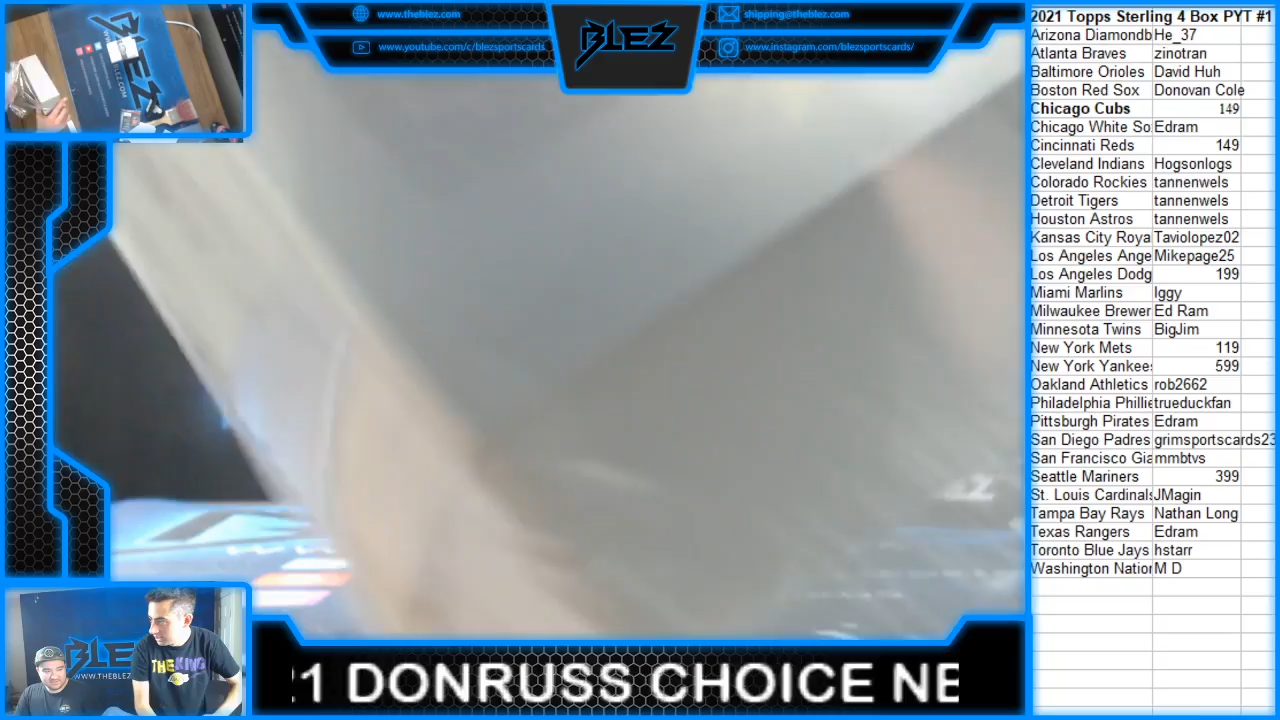 www.theblez.com
www.youtube.com/c/blezsportscards
BLEZ
shipping@theblez.com
www.instagram.com/blezsportscards/
BLEZ
WWW.THEBLEZ
THE KING
21 DONRUSS CHOICE NE
2021 Topps Sterling 4 Box PYT #1
Arizona Diamondb He_37
Atlanta Braves zinotran
Baltimore Orioles David Huh
Boston Red Sox Donovan Cole
Chicago Cubs 149
Chicago White So Edram
Cincinnati Reds 149
Cleveland Indians Hogsonlogs
Colorado Rockies tannenwels
Detroit Tigers tannenwels
Houston Astros tannenwels
Kansas City Roya Taviolopez02
Los Angeles Ange Mikepage25
Los Angeles Dodg 199
Miami Marlins Iggy
Milwaukee Brewer Ed Ram
Minnesota Twins BigJim
New York Mets 119
New York Yankees 599
Oakland Athletics rob2662
Philadelphia Phillie trueduckfan
Pittsburgh Pirates Edram
San Diego Padres grimsportscards23
San Francisco Gia mmbtvs
Seattle Mariners 399
St. Louis Cardinals JMagin
Tampa Bay Rays Nathan Long
Texas Rangers Edram
Toronto Blue Jays hstarr
Washington Nation M D